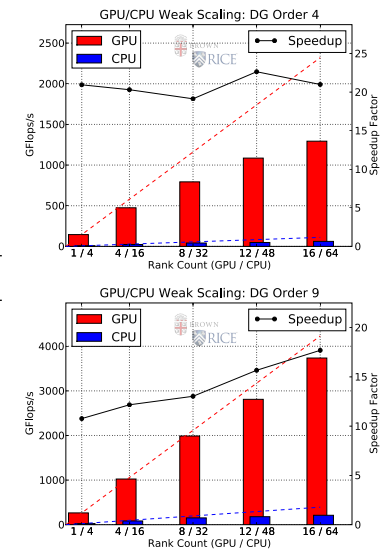 GPU/CPU Weak Scaling: DG Order 4
GPU
CPU
BROWN
RICE
Speedup
2500
2000
1500
1000
500
0
GFlops/s
25
20
15
10
5
0
Speedup Factor
1 / 4
4 / 16
8 / 32
12 / 48
16 / 64
Rank Count (GPU / CPU)
GPU/CPU Weak Scaling: DG Order 9
GPU
CPU
BROWN
RICE
Speedup
4000
3000
2000
1000
0
GFlops/s
20
15
10
5
0
Speedup Factor
1 / 4
4 / 16
8 / 32
12 / 48
16 / 64
Rank Count (GPU / CPU)